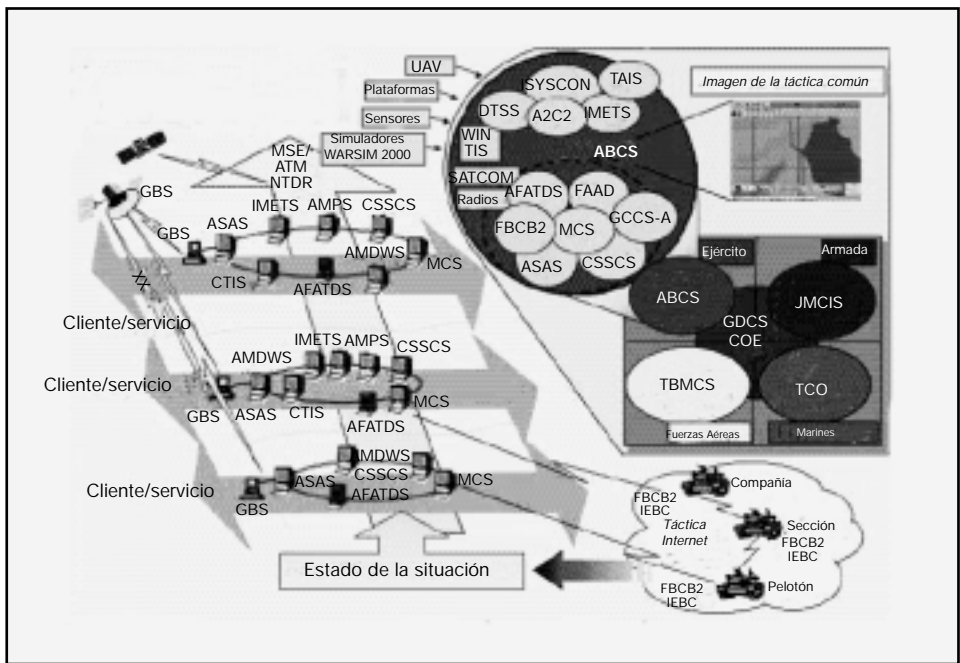 UAV
Plataformas
Sensores
Simuladores
WARSIM 2000
ISYSCON
TAIS
DTSS
A2C2
IMETS
WIN
TIS
ABCS
SATCOM
Radios
AFATDS
FAAD
FBCB2
MCS
GCCS-A
ASAS
CSSCS
Imagen de la táctica común
Ejército
Armada
ABCS
JMCIS
GDCS
COE
TBMCS
TCO
Fuerzas Aéreas
Marines
MSE/
ATM
NTDR
GBS
GBS
ASAS
IMETS
AMPS
CSSCS
AMDWS
MCS
CTIS
AFATDS
Cliente/servicio
IMETS
AMPS
CSSCS
AMDWS
Cliente/servicio
GBS
ASAS
CTIS
AFATDS
MCS
AMDWS
CSSCS
MCS
ASAS
AFATDS
Cliente/servicio
GBS
Estado de la situación
Compañía
FBCB2
IEBC
Táctica
Internet
Sección
FBCB2
IEBC
FBCB2
IEBC
Pelotón